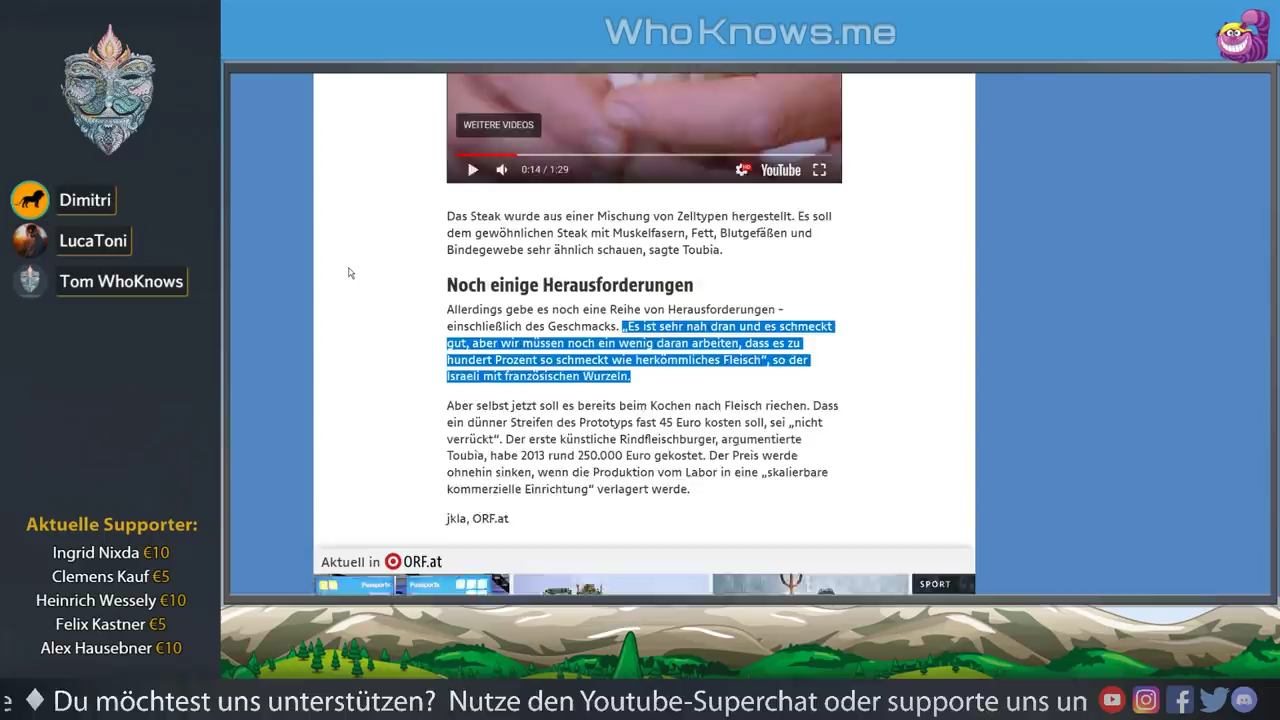 WhoKnows.me
Dimitri
LucaToni
Tom WhoKnows
Aktuelle Supporter:
Ingrid Nixda €10
Clemens Kauf €5
Heinrich Wessely €10
Felix Kastner €5
Alex Hausebner €10
WEITERE VIDEOS
0:14 / 1:29
HD
YouTube
Das Steak wurde aus einer Mischung von Zelltypen hergestellt. Es soll
dem gewöhnlichen Steak mit Muskelfasern, Fett, Blutgefäßen und
Bindegewebe sehr ähnlich schauen, sagte Toubia.
Noch einige Herausforderungen
Allerdings gebe es noch eine Reihe von Herausforderungen –
einschließlich des Geschmacks. „Es ist sehr nah dran und es schmeckt
gut, aber wir müssen noch ein wenig daran arbeiten, dass es zu
hundert Prozent so schmeckt wie herkömmliches Fleisch“, so der
Israeli mit französischen Wurzeln.
Aber selbst jetzt soll es bereits beim Kochen nach Fleisch riechen. Dass
ein dünner Streifen des Prototyps fast 45 Euro kosten soll, sei „nicht
verrückt“. Der erste künstliche Rindfleischburger, argumentierte
Toubia, habe 2013 rund 250.000 Euro gekostet. Der Preis werde
ohnehin sinken, wenn die Produktion vom Labor in eine „skalierbare
kommerzielle Einrichtung“ verlagert werde.
jkla, ORF.at
Aktuell in ORF.at
Passports Passports
SPORT
e ♦ Du möchtest uns unterstützen? Nutze den Youtube-Superchat oder supporte uns un